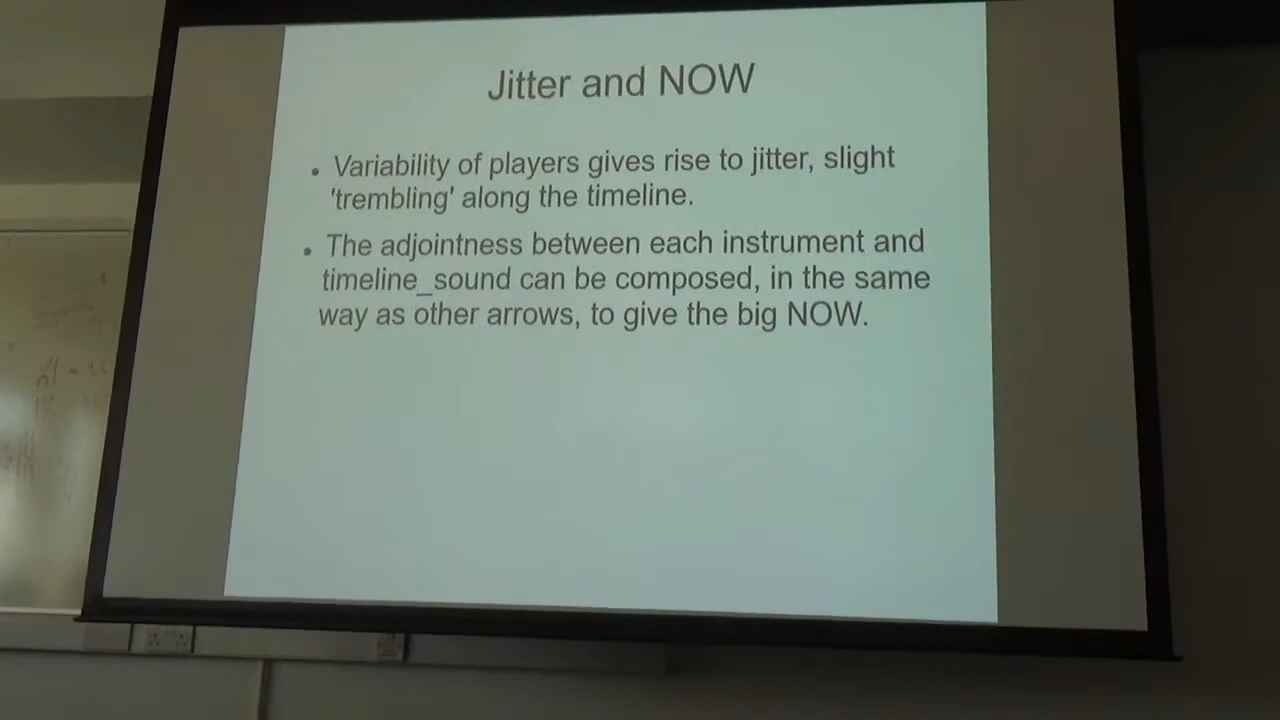 Jitter and NOW
• Variability of players gives rise to jitter, slight
'trembling' along the timeline.
• The adjointness between each instrument and
timeline_sound can be composed, in the same
way as other arrows, to give the big NOW.